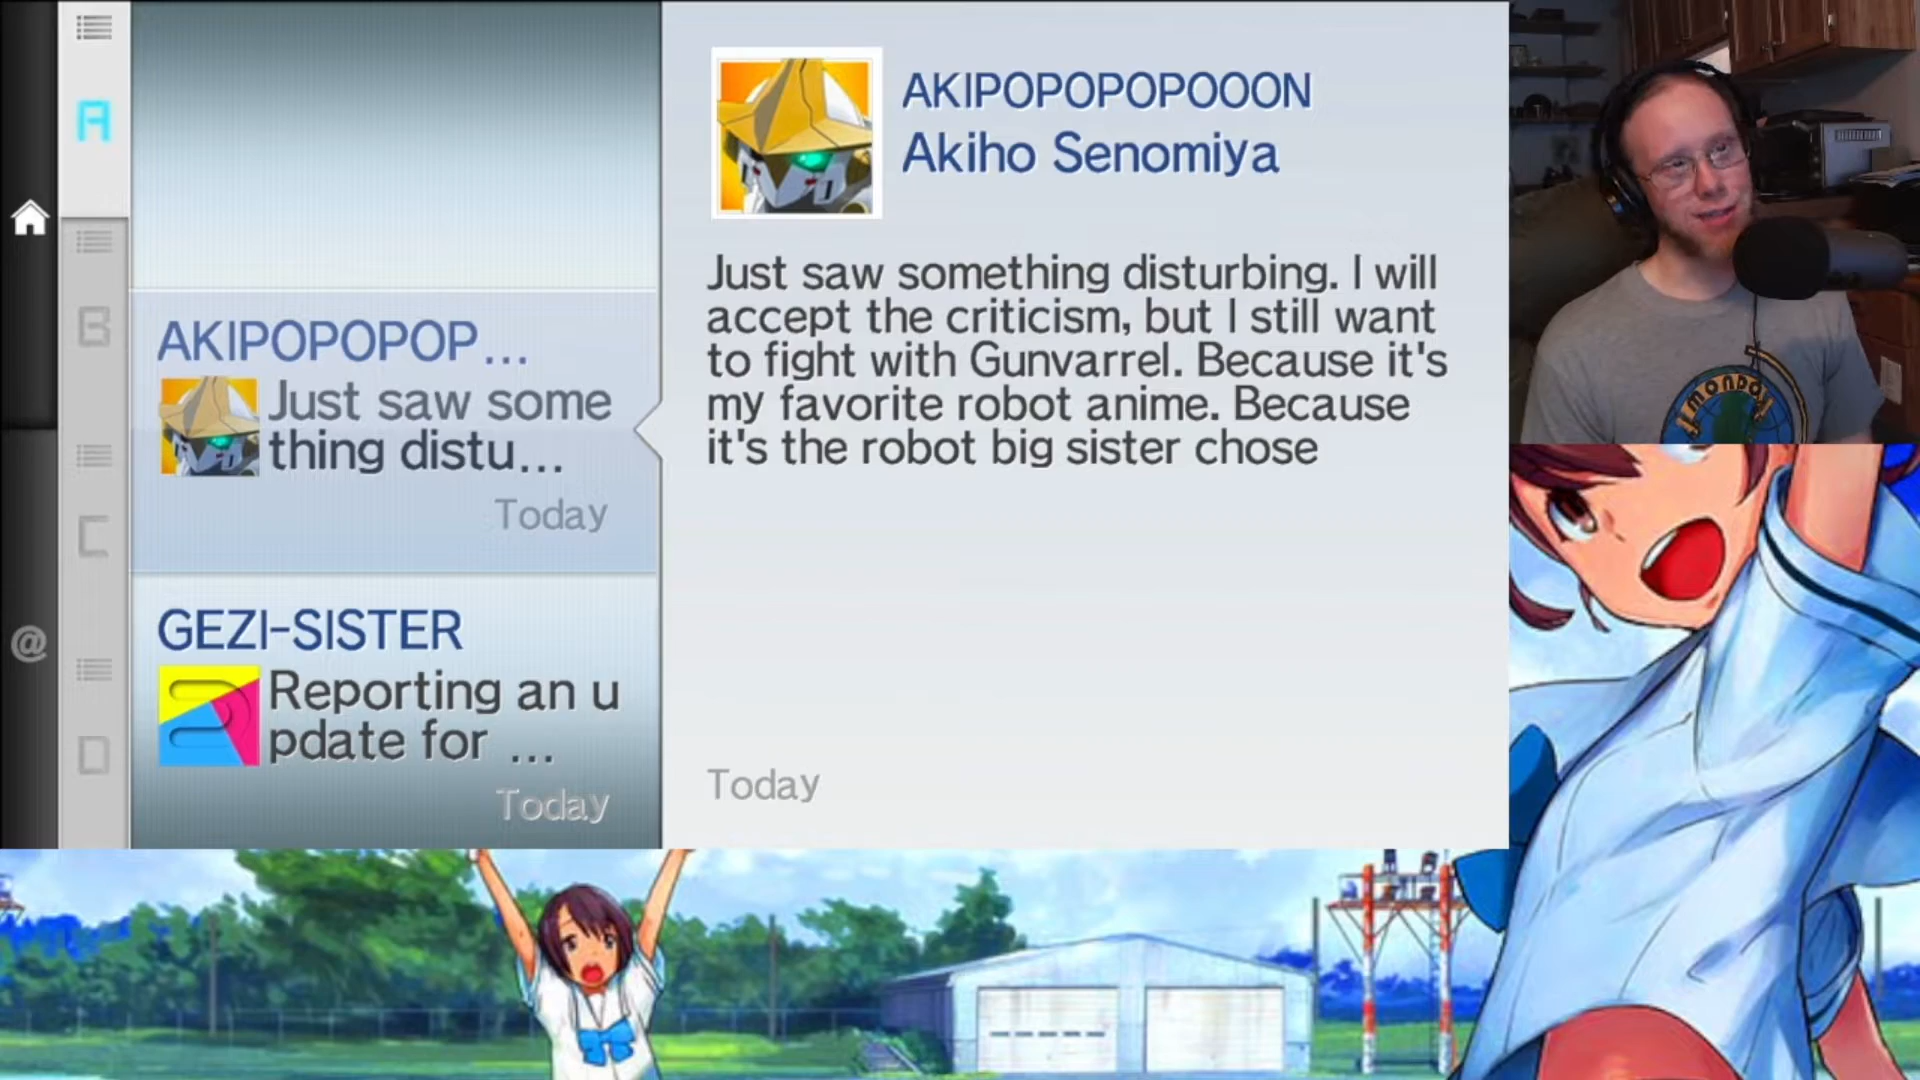 A
B
C
D
@
AKIPOPOPOP...
Just saw some
thing distu...
Today
GEZI-SISTER
Reporting an u
pdate for ...
Today
AKIPOPOPOPOOON
Akiho Senomiya
Just saw something disturbing. I will
accept the criticism, but I still want
to fight with Gunvarrel. Because it's
my favorite robot anime. Because
it's the robot big sister chose
Today